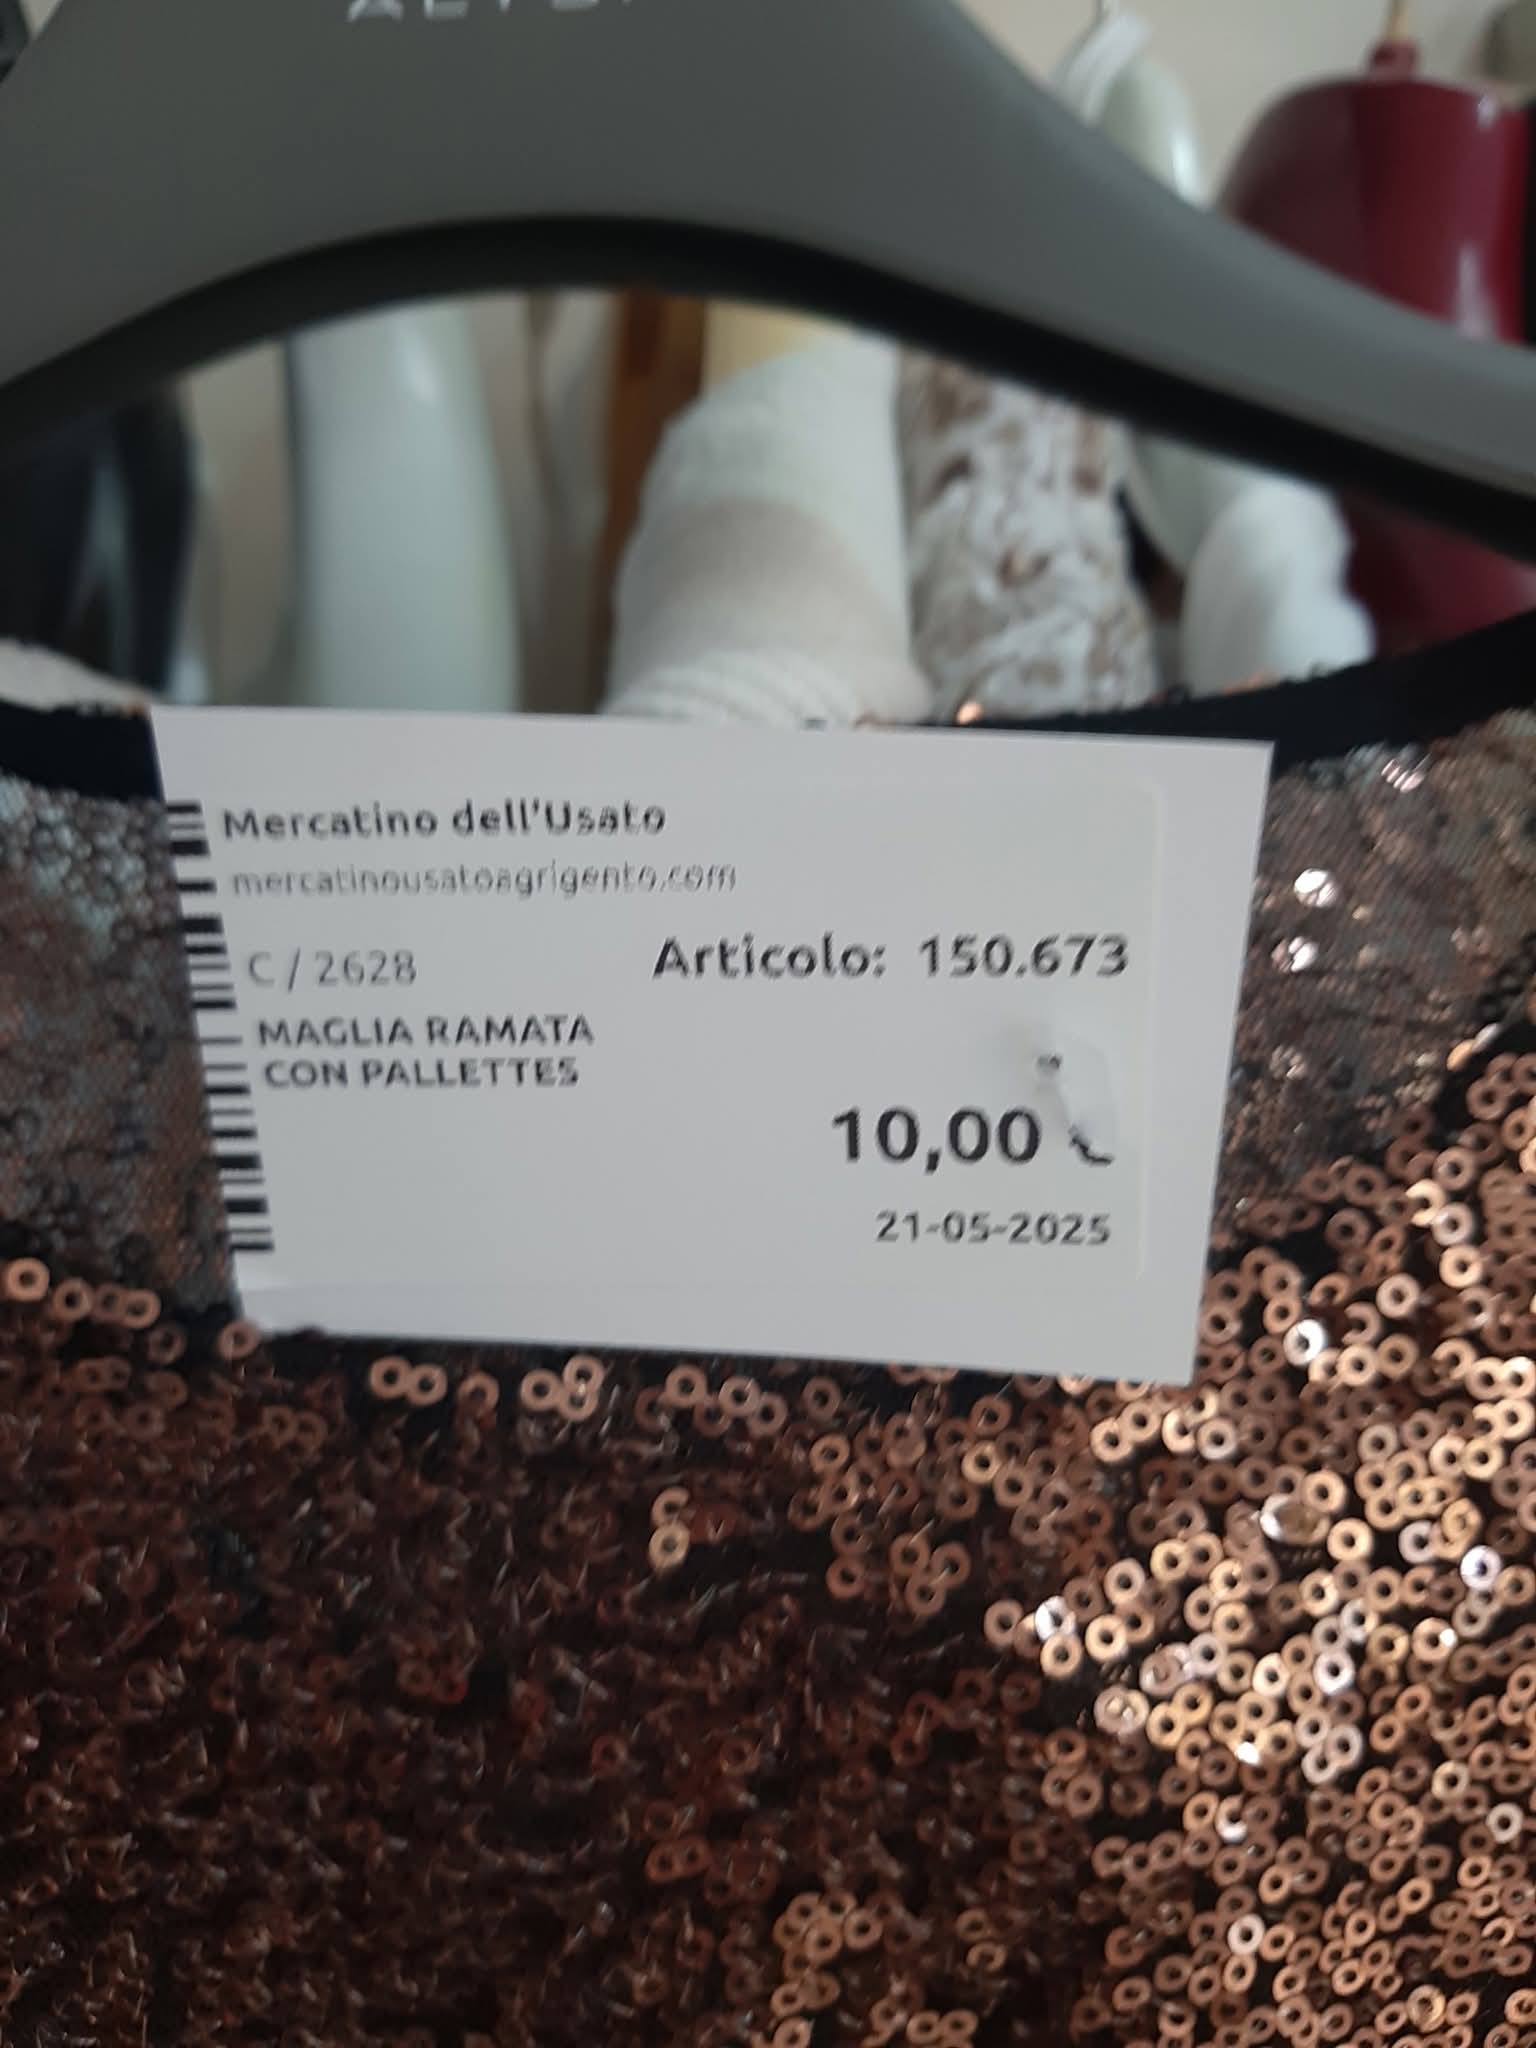 Mercatino dell'Usato
mercatinousatoagrigento.com
C / 2628
Articolo: 150.673
MAGLIA RAMATA
CON PALLETTES
10,00 €
21-05-2025